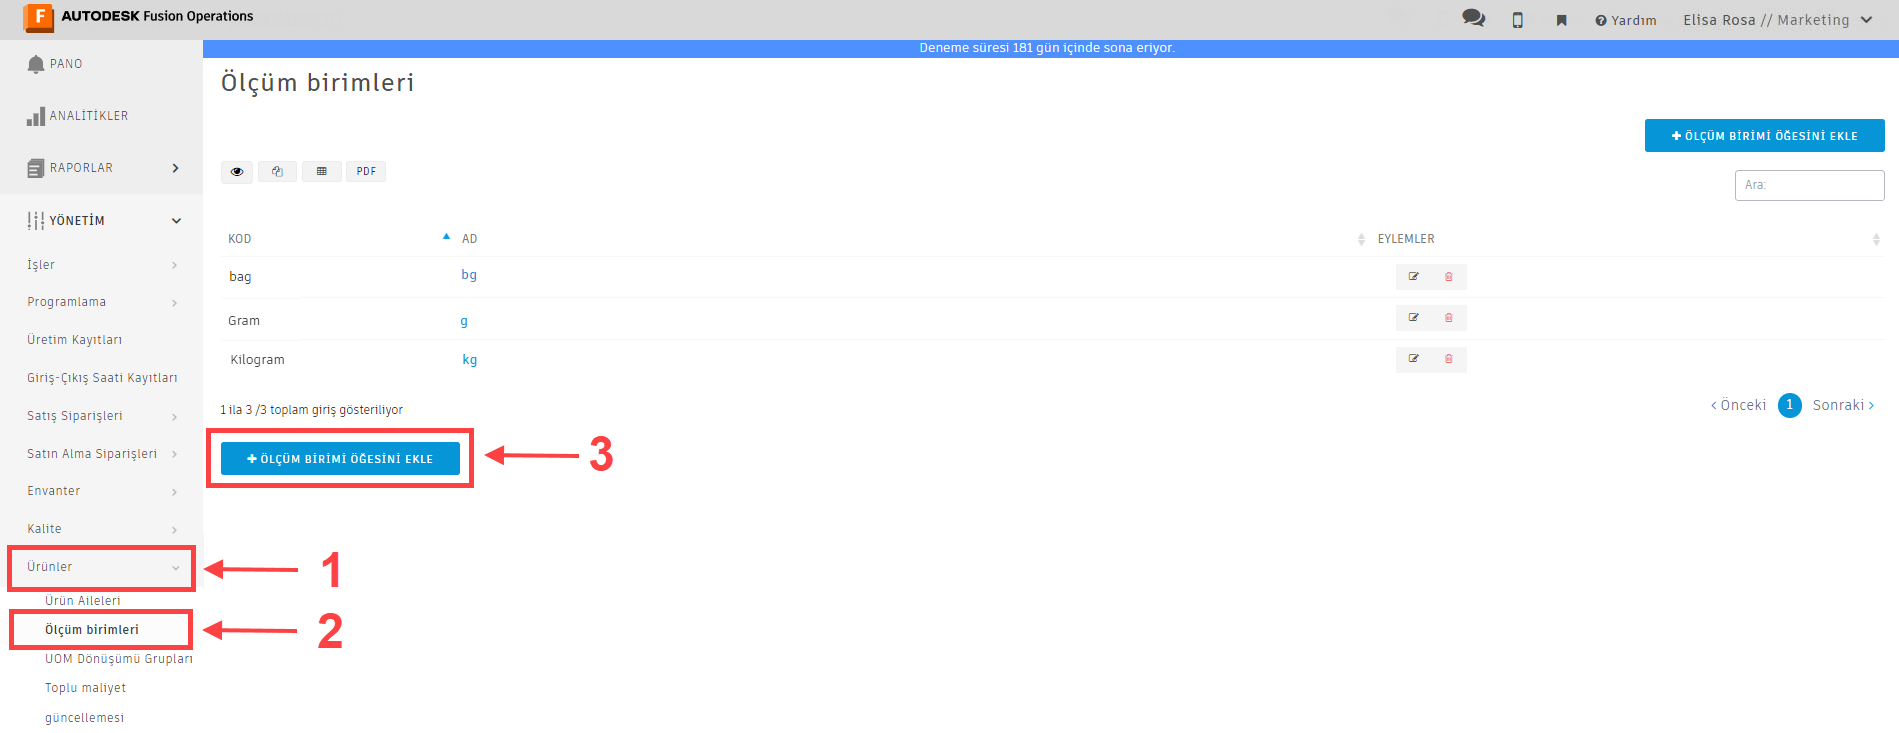 F AUTODESK Fusion Operations
Yardım
Elisa Rosa // Marketing
Deneme süresi 181 gün içinde sona eriyor.
PANO
ANALİTİKLER
RAPORLAR
YÖNETİM
İşler
Programlama
Üretim Kayıtları
Giriş-Çıkış Saati Kayıtları
Satış Siparişleri
Satın Alma Siparişleri
Envanter
Kalite
Ürünler
1
Ürün Aileleri
Ölçüm birimleri
2
UOM Dönüşümü Grupları
Toplu maliyet
güncellemesi
Ölçüm birimleri
+ ÖLÇÜM BİRİMİ ÖĞESİNİ EKLE
PDF
Ara:
KOD AD EYLEMLER
bag bg
Gram g
Kilogram kg
1 ila 3 /3 toplam giriş gösteriliyor
‹ Önceki 1 Sonraki ›
+ ÖLÇÜM BİRİMİ ÖĞESİNİ EKLE
3